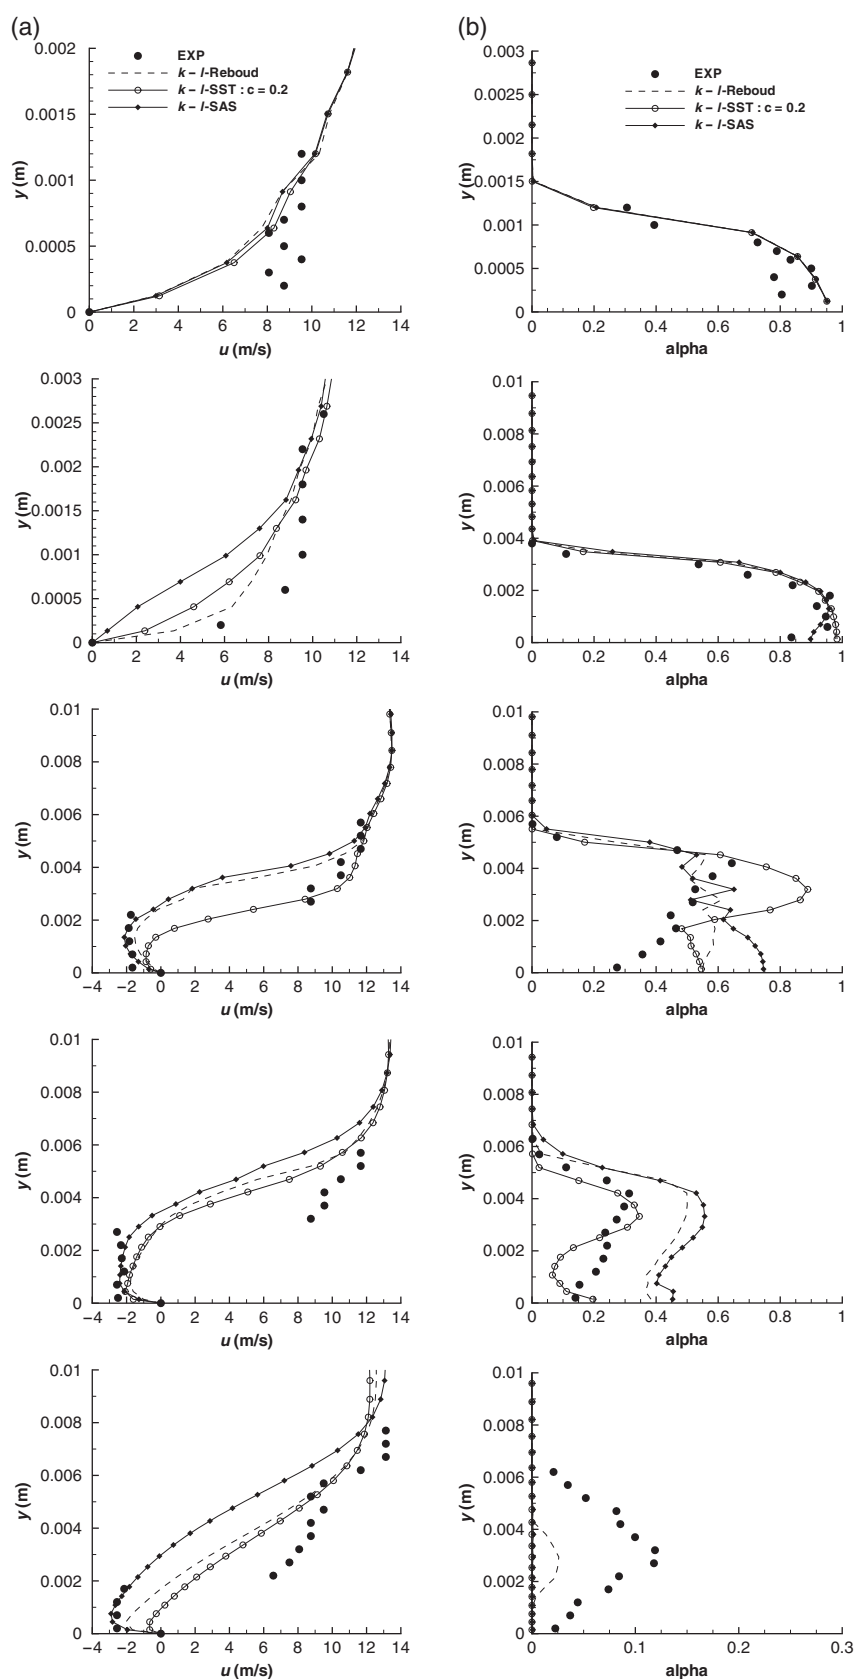 (a)
0.002
0.0015
0.001
0.0005
0
y (m)
EXP
k – l-Reboud
k – l-SST : c = 0.2
k – l-SAS
0 2 4 6 8 10 12 14
u (m/s)
(b)
0.003
0.0025
0.002
0.0015
0.001
0.0005
0
y (m)
EXP
k – l-Reboud
k – l-SST : c = 0.2
k – l-SAS
0 0.2 0.4 0.6 0.8 1
alpha
0.003
0.0025
0.002
0.0015
0.001
0.0005
0
y (m)
0 2 4 6 8 10 12 14
u (m/s)
0.01
0.008
0.006
0.004
0.002
0
y (m)
0 0.2 0.4 0.6 0.8 1
alpha
0.01
0.008
0.006
0.004
0.002
0
y (m)
−4 −2 0 2 4 6 8 10 12 14
u (m/s)
0.01
0.008
0.006
0.004
0.002
0
y (m)
0 0.2 0.4 0.6 0.8 1
alpha
0.01
0.008
0.006
0.004
0.002
0
y (m)
−4 −2 0 2 4 6 8 10 12 14
u (m/s)
0.01
0.008
0.006
0.004
0.002
0
y (m)
0 0.2 0.4 0.6 0.8 1
alpha
0.01
0.008
0.006
0.004
0.002
0
y (m)
−4 −2 0 2 4 6 8 10 12 14
u (m/s)
0.01
0.008
0.006
0.004
0.002
0
y (m)
0 0.1 0.2 0.3
alpha